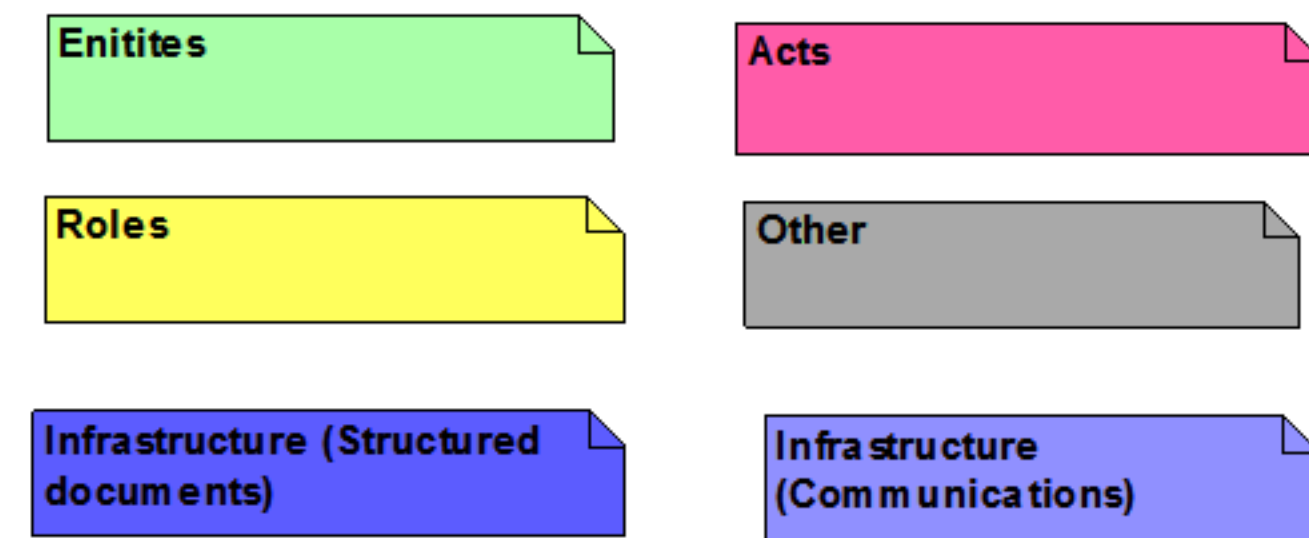 Enitites
Acts
Roles
Other
Infrastructure (Structured
documents)
Infrastructure
(Communications)